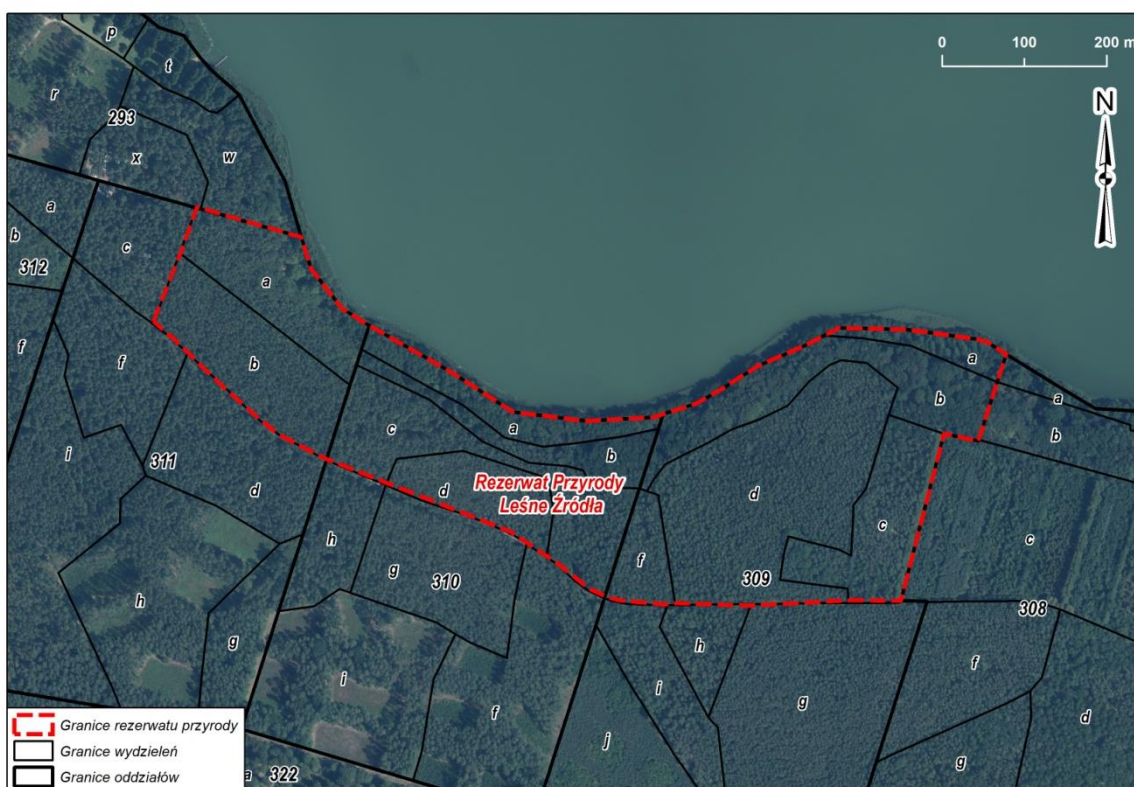 0 100 200 m
N
p
t
r
293
x
w
a
b
c
312
a
f
f
b
c
a
a
a
b
b
i
311
d
d
Rezerwat Przyrody
Leśne Źródła
b
d
c
c
h
g
310
f
309
308
h
g
h
i
f
i
j
g
f
d
g
a 322
Granice rezerwatu przyrody
Granice wydzieleń
Granice oddziałów